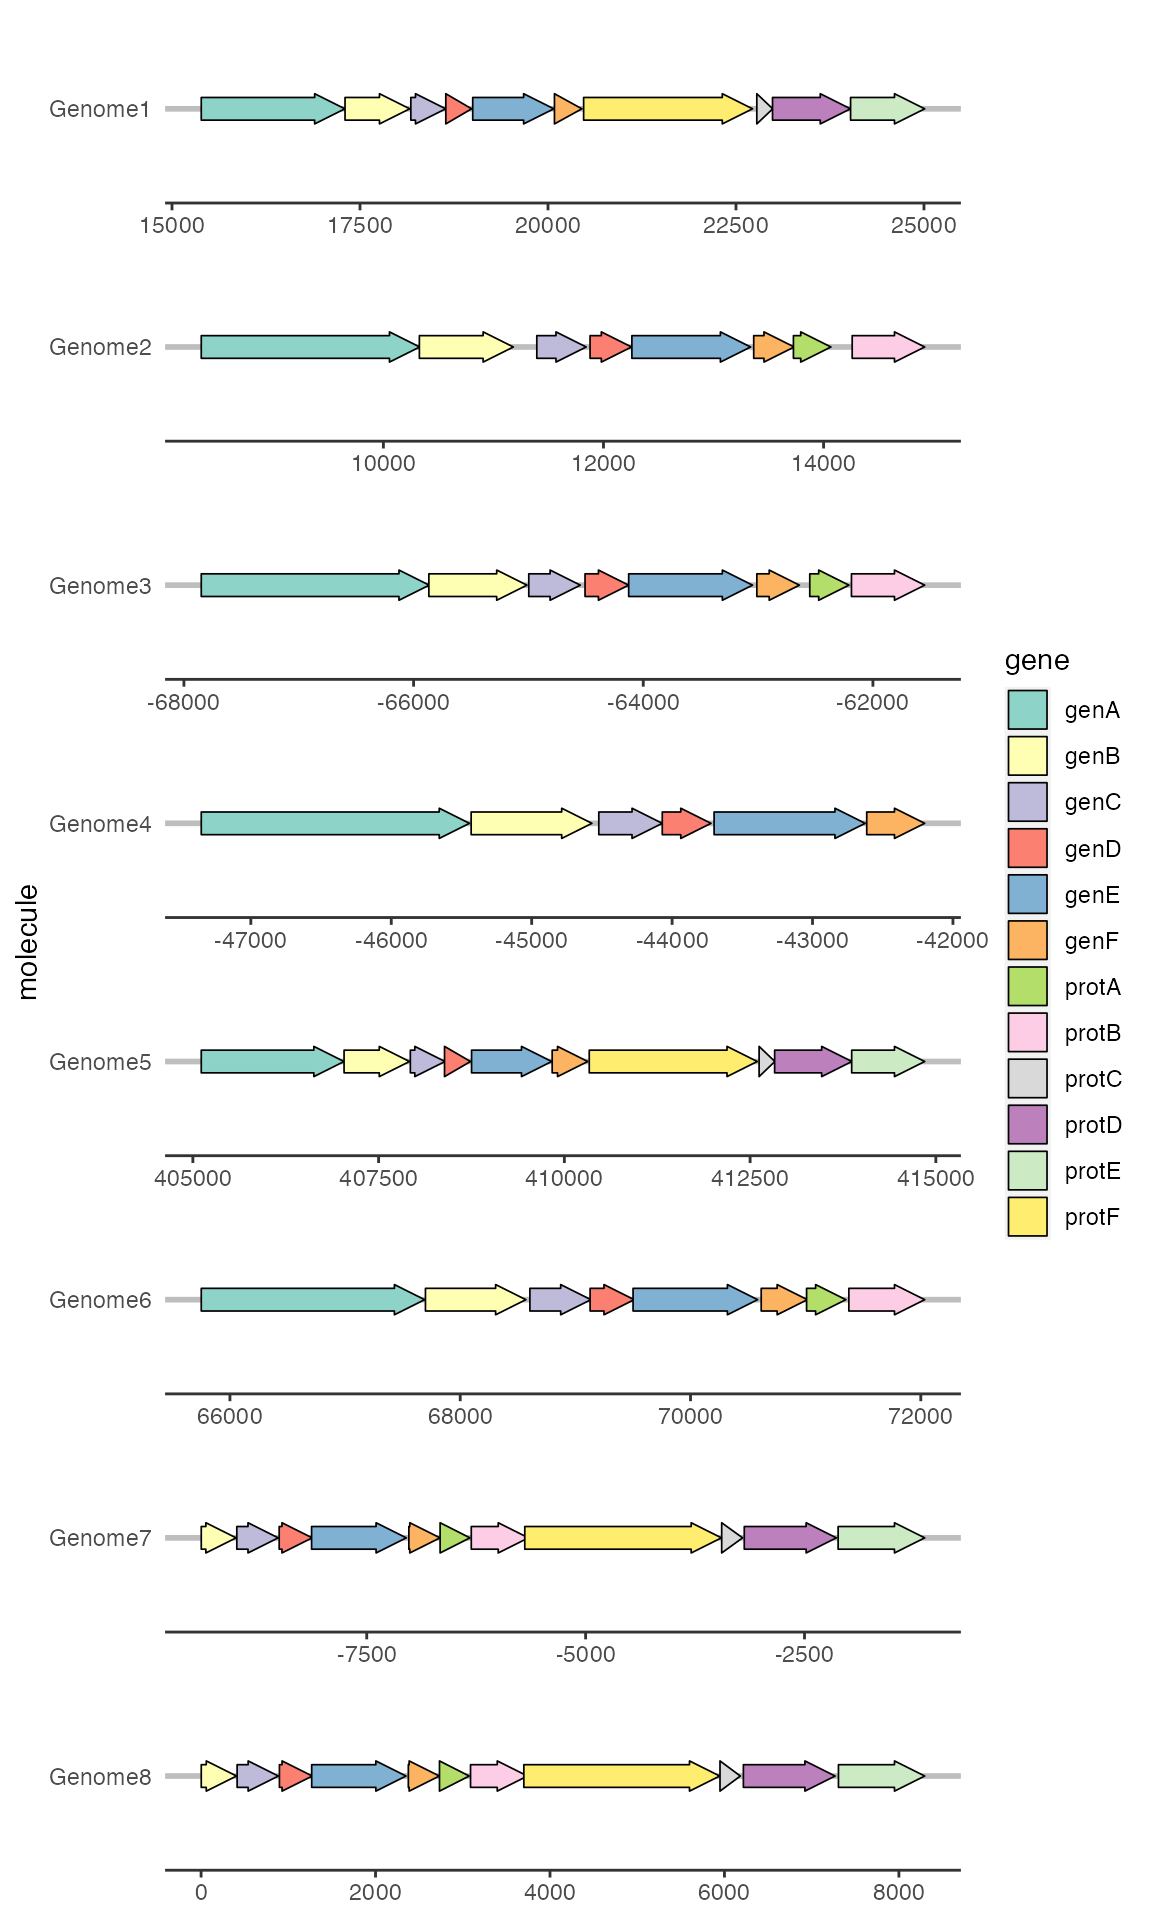 Genome1
15000 17500 20000 22500 25000
Genome2
10000 12000 14000
Genome3
-68000 -66000 -64000 -62000
Genome4
-47000 -46000 -45000 -44000 -43000 -42000
Genome5
405000 407500 410000 412500 415000
Genome6
66000 68000 70000 72000
Genome7
-7500 -5000 -2500
Genome8
0 2000 4000 6000 8000
molecule
gene
genA
genB
genC
genD
genE
genF
protA
protB
protC
protD
protE
protF